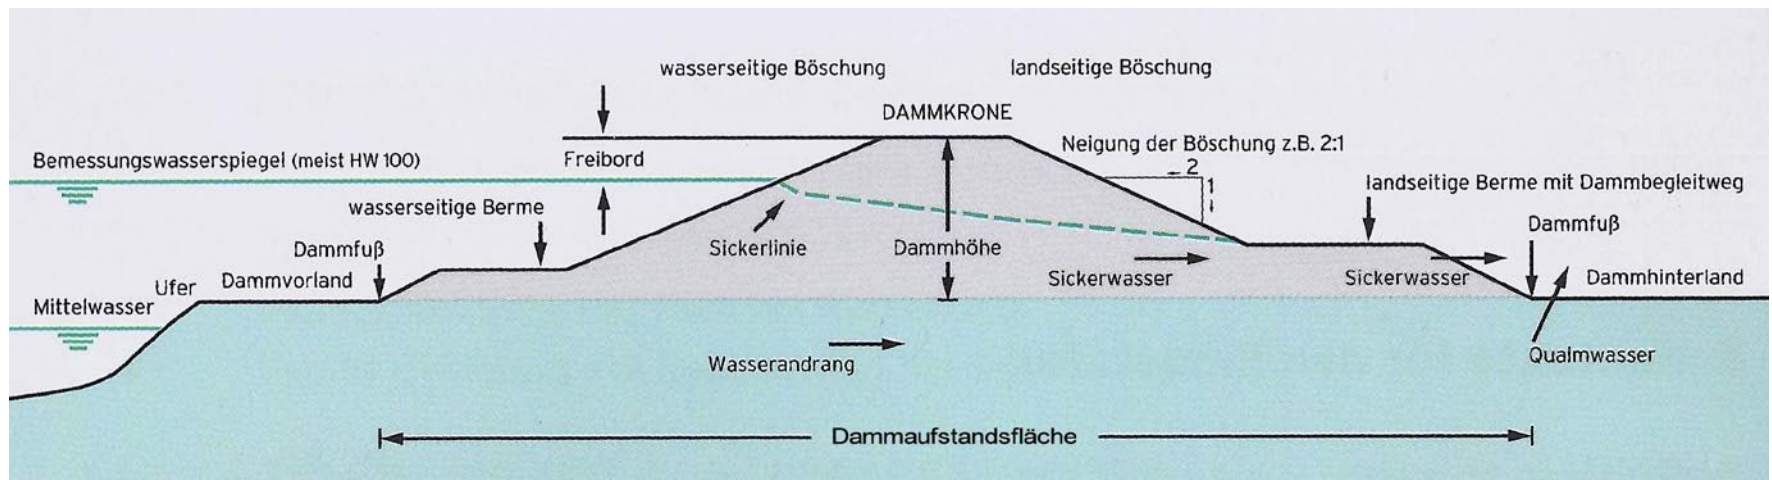 wasserseitige Böschung
landseitige Böschung
DAMMKRONE
Neigung der Böschung z.B. 2:1
Bemessungswasserspiegel (meist HW 100)
Freibord
2
1
landseitige Berme mit Dammbegleitweg
wasserseitige Berme
Dammfuß
Sickerlinie
Dammhöhe
Dammfuß
Ufer
Dammvorland
Sickerwasser
Sickerwasser
Dammhinterland
Mittelwasser
Wasserandrang
Qualmwasser
Dammaufstandsfläche